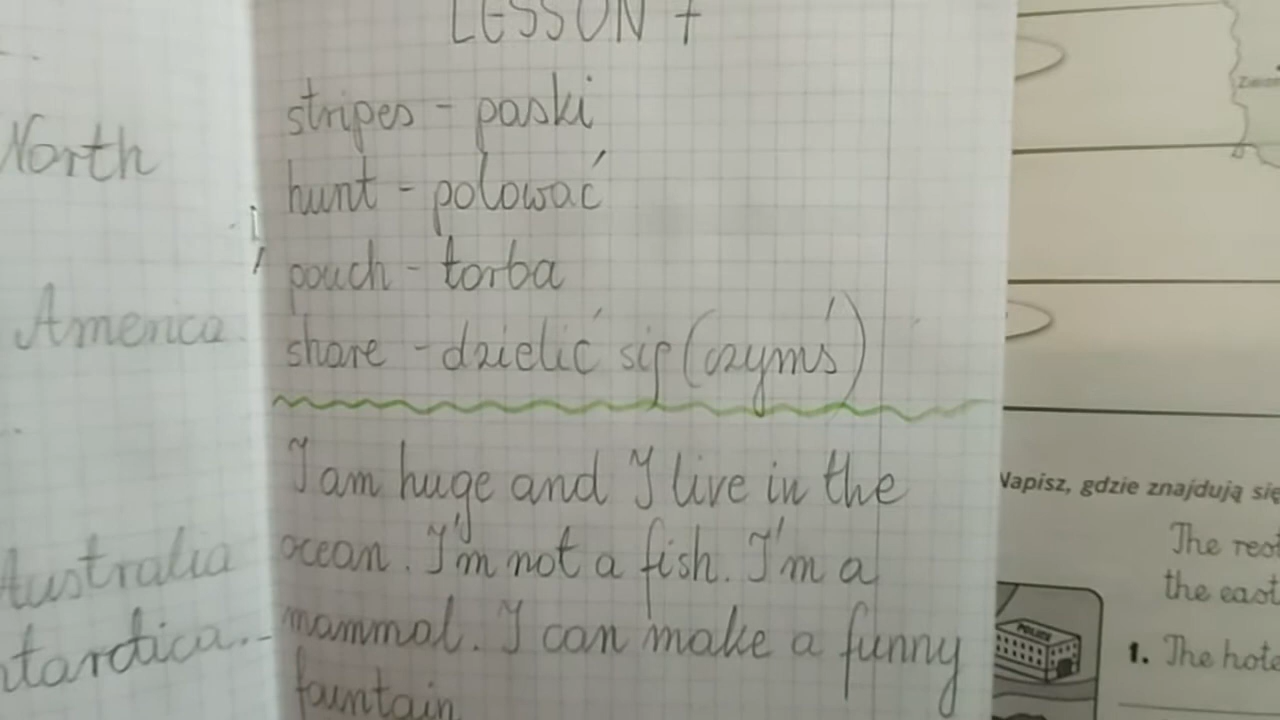 North
America
Australia
LESSON 7
stripes - paski
hunt - polować
pouch - torba
share - dzielić się (czymś)
I am huge and I live in the
ocean. I'm not a fish. I'm a
mammal. I can make a funny
fountain
Napisz, gdzie znajdują się
The
the east
POLICE
1. The